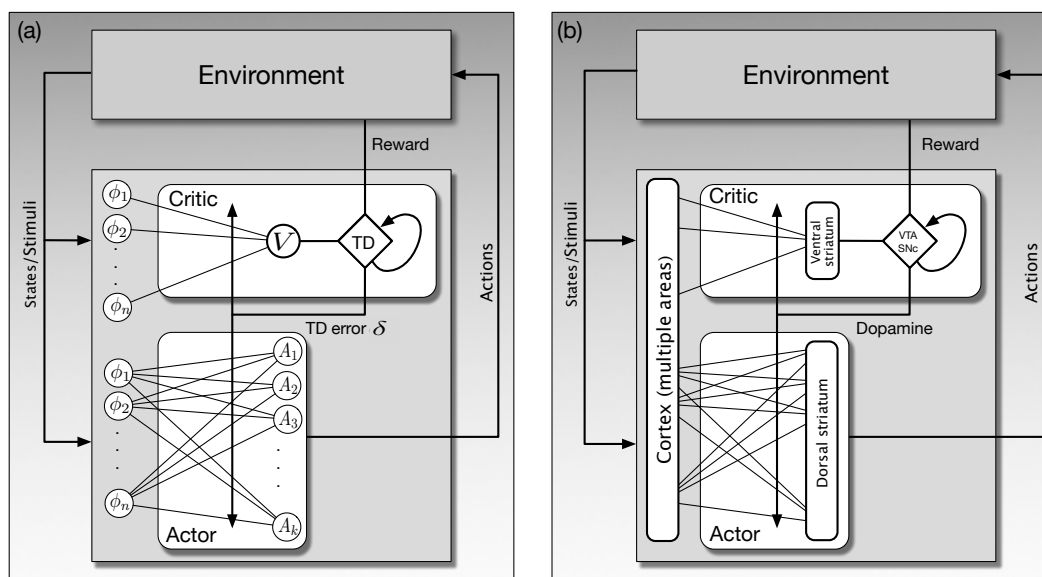 (a)
Environment
Reward
States/Stimuli
Actions
Critic
ϕ1
ϕ2
.
.
.
ϕn
V
TD
TD error δ
ϕ1
ϕ2
.
.
.
ϕn
A1
A2
A3
.
.
.
Ak
Actor
(b)
Environment
Reward
States/Stimuli
Actions
Critic
Cortex (multiple areas)
Ventral
striatum
VTA
SNc
Dopamine
Dorsal striatum
Actor